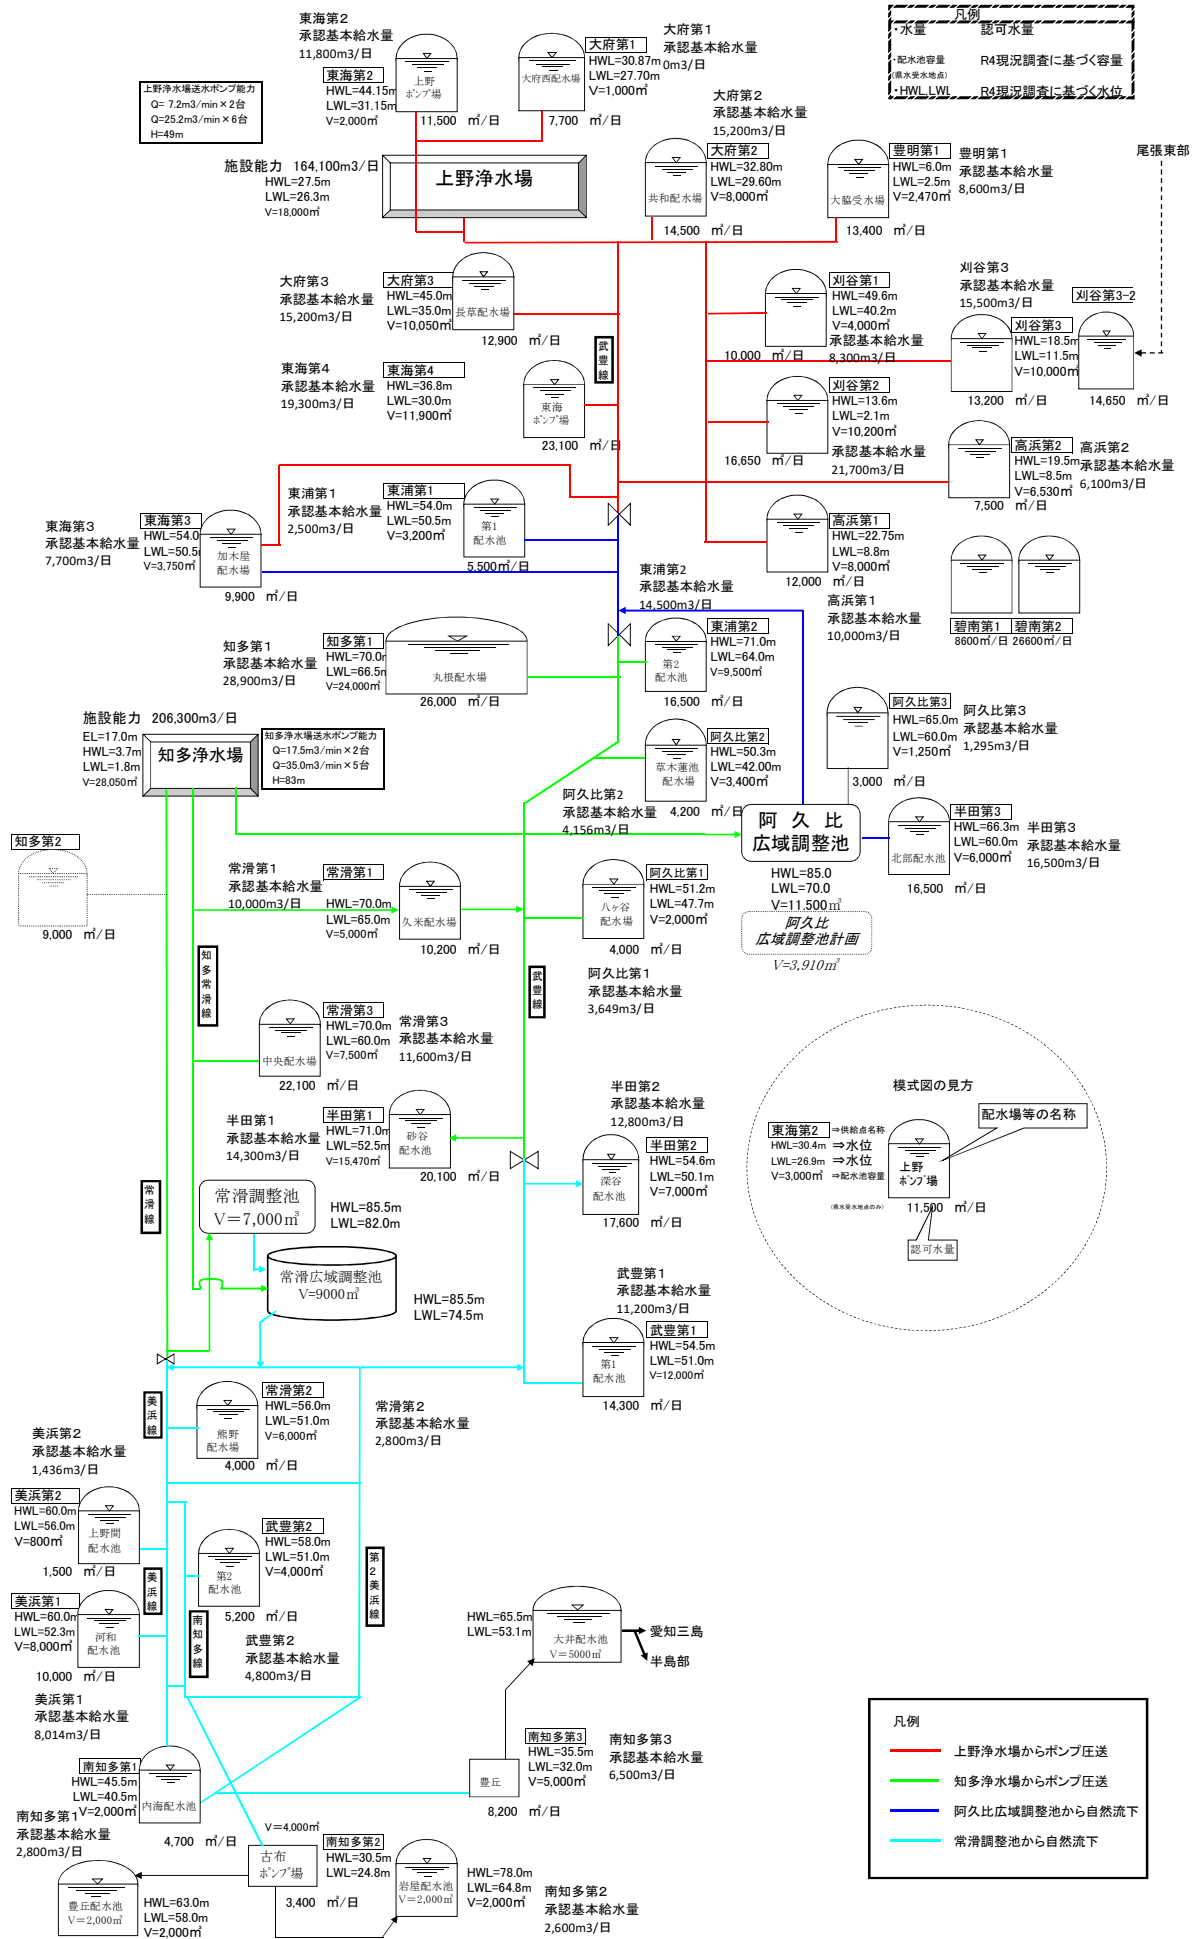 東海第２
承認基本給水量
11,800m3/日
東海第２
HWL=44.15m
LWL=31.15m
V=2,000㎥
上野
ﾎﾟﾝﾌﾟ場
11,500 ㎥/日
大府西配水場
7,700 ㎥/日
大府第1
HWL=30.87m
LWL=27.70m
V=1,000㎥
大府第１
承認基本給水量
0m3/日
凡例
・水量 認可水量
・配水池容量 R4現況調査に基づく容量
(県水受水地点)
・HWL,LWL R4現況調査に基づく水位
上野浄水場送水ポンプ能力
Q= 7.2m3/min×2台
Q=25.2m3/min×6台
H=49m
施設能力 164,100m3/日
HWL=27.5m
LWL=26.3m
V=18,000㎥
上野浄水場
大府第２
承認基本給水量
15,200m3/日
大府第2
HWL=32.80m
LWL=29.60m
V=8,000㎥
共和配水場
14,500 ㎥/日
豊明第1
HWL=6.0m
LWL=2.5m
V=2,470㎥
大脇受水場
13,400 ㎥/日
豊明第１
承認基本給水量
8,600m3/日
尾張東部
大府第３
承認基本給水量
15,200m3/日
大府第3
HWL=45.0m
LWL=35.0m
V=10,050㎥
長草配水場
12,900 ㎥/日
武豊線
刈谷第1
HWL=49.6m
LWL=40.2m
V=4,000㎥
承認基本給水量
8,300m3/日
10,000 ㎥/日
刈谷第３
承認基本給水量
15,500m3/日
刈谷第3
HWL=18.5m
LWL=11.5m
V=10,000㎥
13,200 ㎥/日
刈谷第3-2
14,650 ㎥/日
東海第４
承認基本給水量
19,300m3/日
東海第4
HWL=36.8m
LWL=30.0m
V=11,900㎥
東海
ﾎﾟﾝﾌﾟ場
23,100 ㎥/日
刈谷第2
HWL=13.6m
LWL=2.1m
V=10,200㎥
承認基本給水量
21,700m3/日
16,650 ㎥/日
高浜第2
HWL=19.5m
LWL=8.5m
V=6,530㎥
7,500 ㎥/日
高浜第２
承認基本給水量
6,100m3/日
東海第３
承認基本給水量
7,700m3/日
東海第3
HWL=54.0
LWL=50.5
V=3,750㎥
加木屋
配水場
9,900 ㎥/日
東浦第１
承認基本給水量
2,500m3/日
東浦第1
HWL=54.0m
LWL=50.5m
V=3,200㎥
第1
配水池
5,500㎥/日
高浜第1
HWL=22.75m
LWL=8.8m
V=8,000㎥
12,000 ㎥/日
高浜第１
承認基本給水量
10,000m3/日
碧南第1 碧南第2
8600㎥/日 26600㎥/日
東浦第２
承認基本給水量
14,500m3/日
東浦第2
HWL=71.0m
LWL=64.0m
V=9,500㎥
第2
配水池
16,500 ㎥/日
知多第１
承認基本給水量
28,900m3/日
知多第1
HWL=70.0m
LWL=66.5m
V=24,000㎥
丸根配水場
26,000 ㎥/日
施設能力 206,300m3/日
EL=17.0m
HWL=3.7m
LWL=1.8m
V=28,050㎥
知多浄水場
知多浄水場送水ポンプ能力
Q=17.5m3/min×2台
Q=35.0m3/min×5台
H=83m
阿久比第2
HWL=50.3m
LWL=42.00m
V=3,400㎥
草木蓮池
配水場
4,200 ㎥/日
阿久比第２
承認基本給水量
4,156m3/日
阿久比第3
HWL=65.0m
LWL=60.0m
V=1,250㎥
3,000 ㎥/日
阿久比第３
承認基本給水量
1,295m3/日
阿 久 比
広域調整池
HWL=85.0
LWL=70.0
V=11,500㎥
阿久比
広域調整池計画
V=3,910m³
半田第3
HWL=66.3m
LWL=60.0m
V=6,000㎥
北部配水池
16,500 ㎥/日
半田第３
承認基本給水量
16,500m3/日
知多第2
9,000 ㎥/日
常滑第１
承認基本給水量
10,000m3/日
常滑第1
HWL=70.0m
LWL=65.0m
V=5,000㎥
久米配水場
10,200 ㎥/日
知多常滑線
阿久比第1
HWL=51.2m
LWL=47.7m
V=2,000㎥
八ヶ谷
配水場
4,000 ㎥/日
阿久比第１
承認基本給水量
3,649m3/日
武豊線
常滑第3
HWL=70.0m
LWL=60.0m
V=7,500㎥
中央配水場
22,100 ㎥/日
常滑第３
承認基本給水量
11,600m3/日
半田第１
承認基本給水量
14,300m3/日
半田第1
HWL=71.0m
LWL=52.5m
V=15,470㎥
砂谷
配水池
20,100 ㎥/日
半田第２
承認基本給水量
12,800m3/日
半田第2
HWL=54.6m
LWL=50.1m
V=7,000㎥
深谷
配水池
17,600 ㎥/日
模式図の見方
配水場等の名称
東海第2 ⇒供給点名称
HWL=30.4m ⇒水位
LWL=26.9m ⇒水位
V=3,000㎥ ⇒配水池容量
(県水受水地点のみ)
上野
ﾎﾟﾝﾌﾟ場
11,500 ㎥/日
認可水量
常滑線
常滑調整池
V＝7,000㎥
HWL=85.5m
LWL=82.0m
常滑広域調整池
V=9000㎥
HWL=85.5m
LWL=74.5m
武豊第１
承認基本給水量
11,200m3/日
武豊第1
HWL=54.5m
LWL=51.0m
V=12,000㎥
第1
配水池
14,300 ㎥/日
美浜線
常滑第2
HWL=56.0m
LWL=51.0m
V=6,000㎥
熊野
配水場
4,000 ㎥/日
常滑第２
承認基本給水量
2,800m3/日
美浜第２
承認基本給水量
1,436m3/日
美浜第2
HWL=60.0m
LWL=56.0m
V=800㎥
上野間
配水池
1,500 ㎥/日
武豊第2
HWL=58.0m
LWL=51.0m
V=4,000㎥
第2
配水池
5,200 ㎥/日
武豊第２
承認基本給水量
4,800m3/日
第2美浜線
美浜線
南知多線
美浜第1
HWL=60.0m
LWL=52.3m
V=8,000㎥
河和
配水池
10,000 ㎥/日
美浜第１
承認基本給水量
8,014m3/日
HWL=65.5m
LWL=53.1m
大井配水池
V＝5000㎥
愛知三島
半島部
南知多第1
HWL=45.5m
LWL=40.5m
V=2,000㎥
内海配水池
4,700 ㎥/日
南知多第１
承認基本給水量
2,800m3/日
豊丘
南知多第3
HWL=35.5m
LWL=32.0m
V=5,000㎥
8,200 ㎥/日
南知多第３
承認基本給水量
6,500m3/日
V＝4,000㎥
古布
ﾎﾟﾝﾌﾟ場
南知多第2
HWL=30.5m
LWL=24.8m
3,400 ㎥/日
豊丘配水池
V＝2,000㎥
HWL=63.0m
LWL=58.0m
V=2,000㎥
岩屋配水池
V＝2,000㎥
HWL=78.0m
LWL=64.8m
V=2,000㎥
南知多第２
承認基本給水量
2,600m3/日
凡例
上野浄水場からポンプ圧送
知多浄水場からポンプ圧送
阿久比広域調整池から自然流下
常滑調整池から自然流下